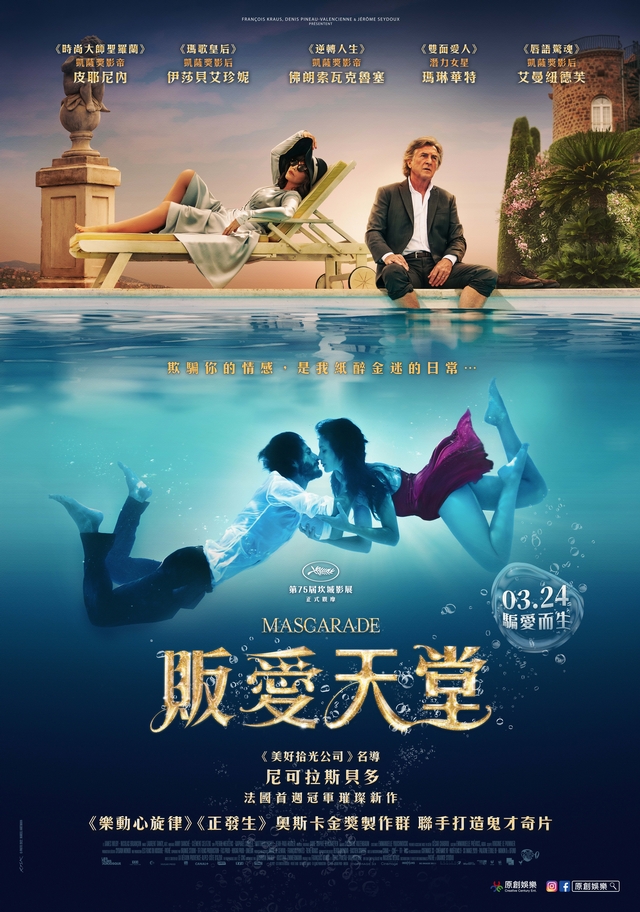 FRANÇOIS KRAUS, DENIS PINEAU-VALENCIENNE & JÉRÔME SEYDOUX
PRÉSENTENT
《時尚大師聖羅蘭》
凱薩獎影帝
皮耶尼內
《瑪歌皇后》
凱薩獎影后
伊莎貝艾珍妮
《逆轉人生》
凱薩獎影帝
佛朗索瓦克魯塞
《雙面愛人》
潛力女星
瑪琳華特
《唇語驚魂》
凱薩獎影后
艾曼紐德芙
欺騙你的情感，是我紙醉金迷的日常…
第75屆坎城影展
正式觀摩
03.24
騙愛而生
MASCARADE
販愛天堂
《美好拾光公司》名導
尼可拉斯貝多
法國首週冠軍璀璨新作
《樂動心旋律》《正發生》奧斯卡金獎製作群 聯手打造鬼才奇片
原創娛樂
Creative Century Ent.
原創娛樂